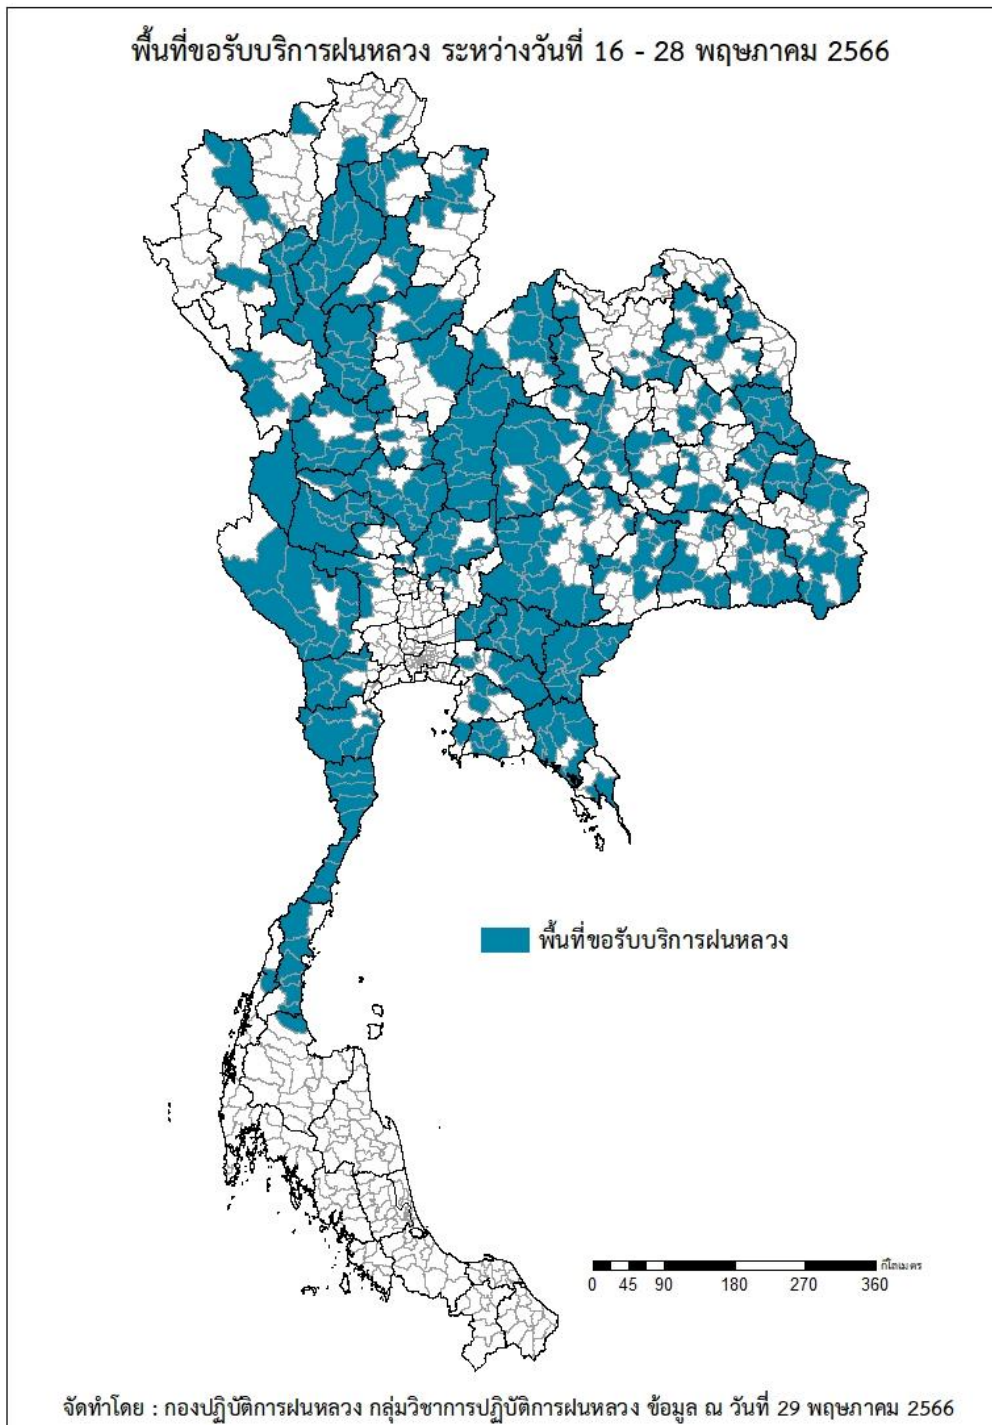 พื้นที่ขอรับบริการฝนหลวง ระหว่างวันที่ 16 - 28 พฤษภาคม 2566
พื้นที่ขอรับบริการฝนหลวง
กิโลเมตร
0 45 90 180 270 360
จัดทำโดย : กองปฏิบัติการฝนหลวง กลุ่มวิชาการปฏิบัติการฝนหลวง ข้อมูล ณ วันที่ 29 พฤษภาคม 2566